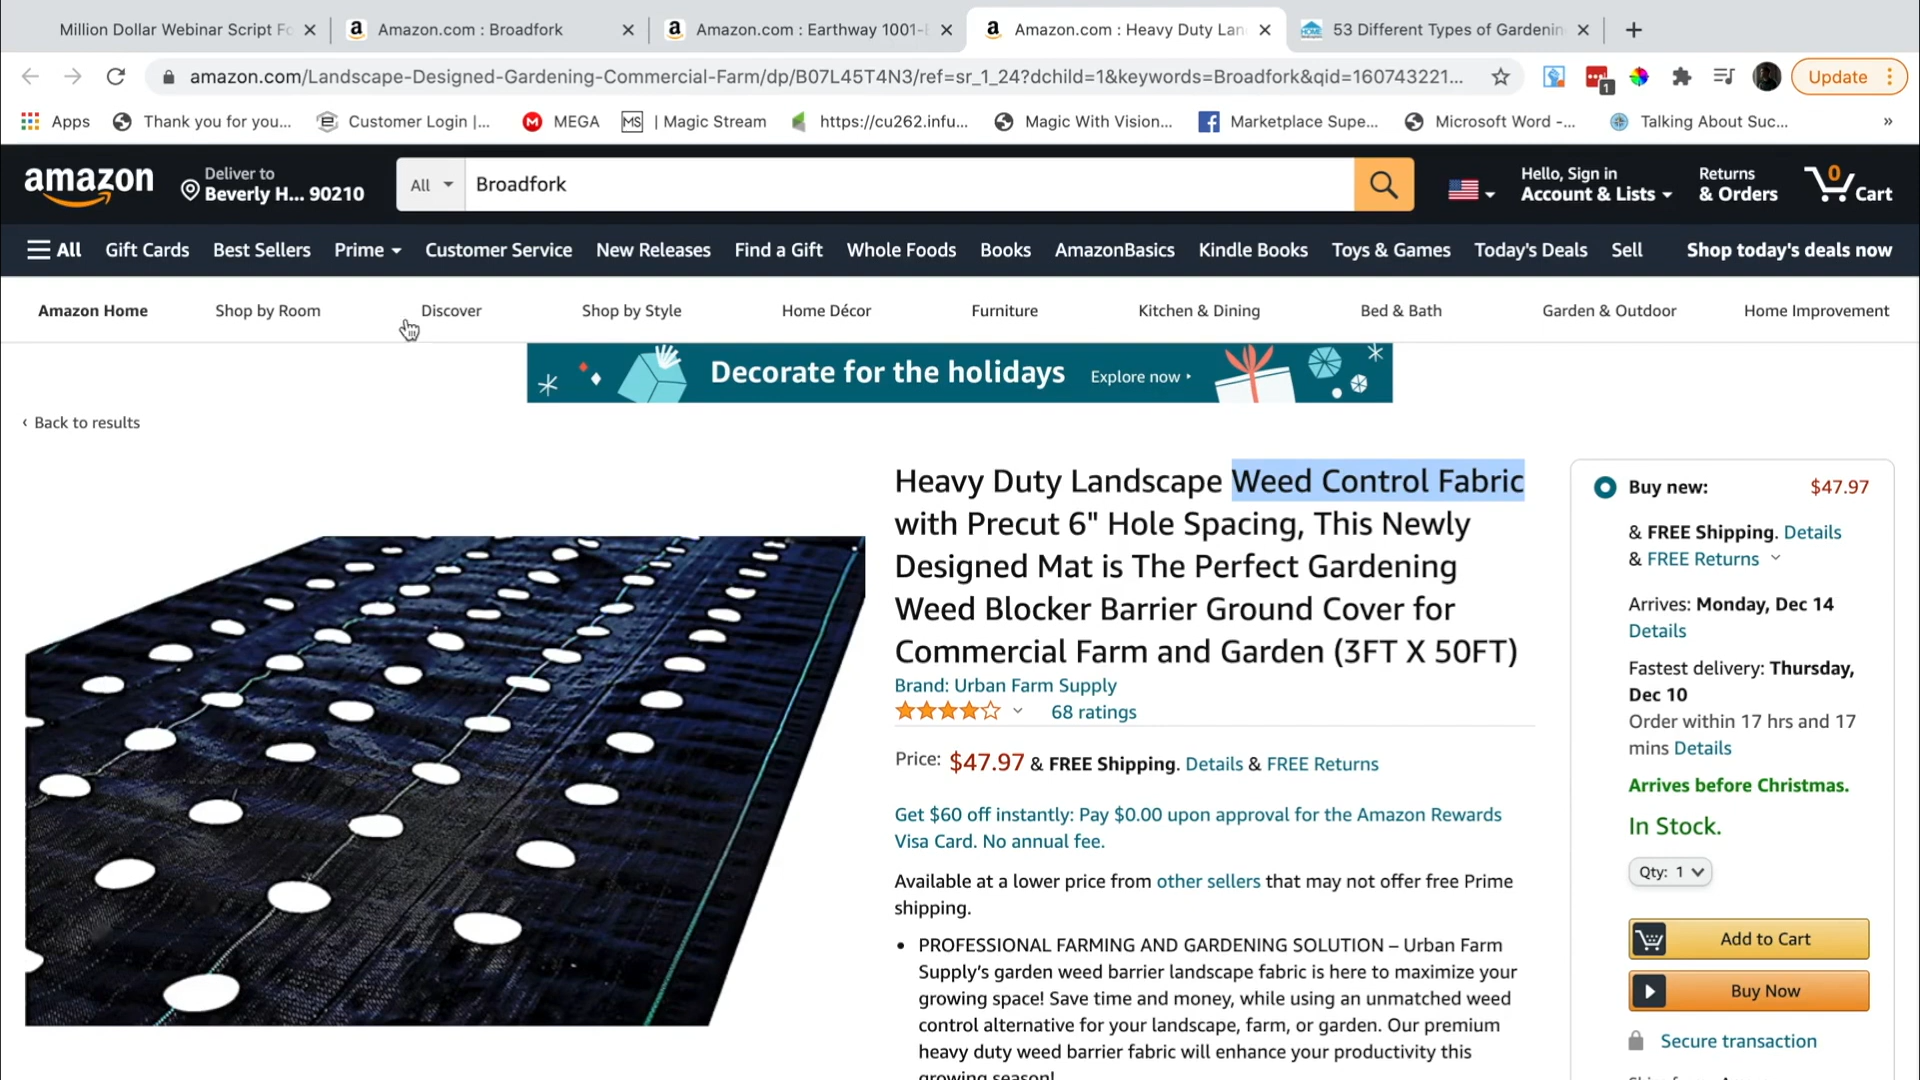 Million Dollar Webinar Script Fo
Amazon.com : Broadfork
Amazon.com : Earthway 1001-
Amazon.com : Heavy Duty Lan
53 Different Types of Gardenin
amazon.com/Landscape-Designed-Gardening-Commercial-Farm/dp/B07L45T4N3/ref=sr_1_24?dchild=1&keywords=Broadfork&qid=160743221...
1
Update
Apps
Thank you for you...
Customer Login |...
MEGA
MS | Magic Stream
https://cu262.infu...
Magic With Vision...
Marketplace Supe...
Microsoft Word -...
Talking About Suc...
»
amazon
Deliver to
Beverly H... 90210
All
Broadfork
Hello, Sign in
Account & Lists
Returns
& Orders
0
Cart
All
Gift Cards
Best Sellers
Prime
Customer Service
New Releases
Find a Gift
Whole Foods
Books
AmazonBasics
Kindle Books
Toys & Games
Today's Deals
Sell
Shop today's deals now
Amazon Home
Shop by Room
Discover
Shop by Style
Home Décor
Furniture
Kitchen & Dining
Bed & Bath
Garden & Outdoor
Home Improvement
Decorate for the holidays Explore now ▸
‹ Back to results
Heavy Duty Landscape Weed Control Fabric
with Precut 6" Hole Spacing, This Newly
Designed Mat is The Perfect Gardening
Weed Blocker Barrier Ground Cover for
Commercial Farm and Garden (3FT X 50FT)
Brand: Urban Farm Supply
68 ratings
Price: $47.97 & FREE Shipping. Details & FREE Returns
Get $60 off instantly: Pay $0.00 upon approval for the Amazon Rewards
Visa Card. No annual fee.
Available at a lower price from other sellers that may not offer free Prime
shipping.
• PROFESSIONAL FARMING AND GARDENING SOLUTION – Urban Farm
Supply's garden weed barrier landscape fabric is here to maximize your
growing space! Save time and money, while using an unmatched weed
control alternative for your landscape, farm, or garden. Our premium
heavy duty weed barrier fabric will enhance your productivity this
growing season!
Buy new: $47.97
& FREE Shipping. Details
& FREE Returns
Arrives: Monday, Dec 14
Details
Fastest delivery: Thursday,
Dec 10
Order within 17 hrs and 17
mins Details
Arrives before Christmas.
In Stock.
Qty: 1
Add to Cart
Buy Now
Secure transaction